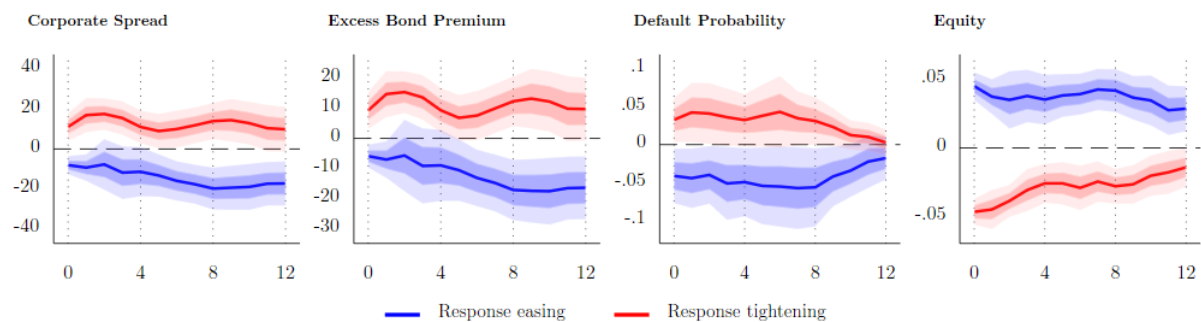 Corporate Spread
Excess Bond Premium
Default Probability
Equity
40
20
0
-20
-40
0 4 8 12
20
10
0
-10
-20
-30
0 4 8 12
.1
.05
0
-.05
-.1
0 4 8 12
.05
0
-.05
0 4 8 12
Response easing
Response tightening